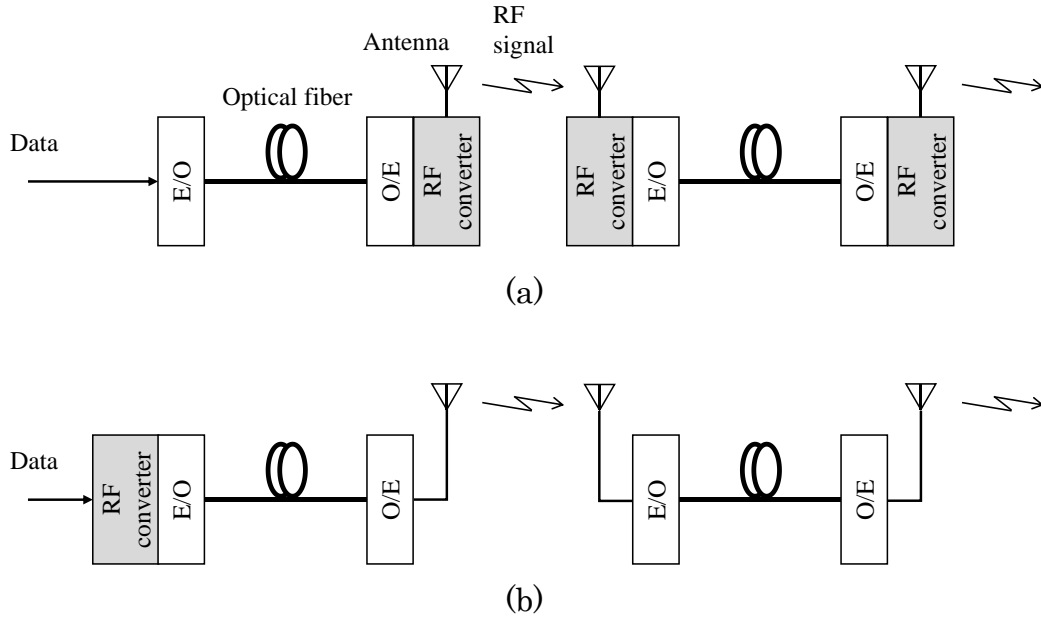 RF
signal
Antenna
Optical fiber
Data
E/O
O/E
RF
converter
RF
converter
E/O
O/E
RF
converter
(a)
Data
RF
converter
E/O
O/E
E/O
O/E
(b)